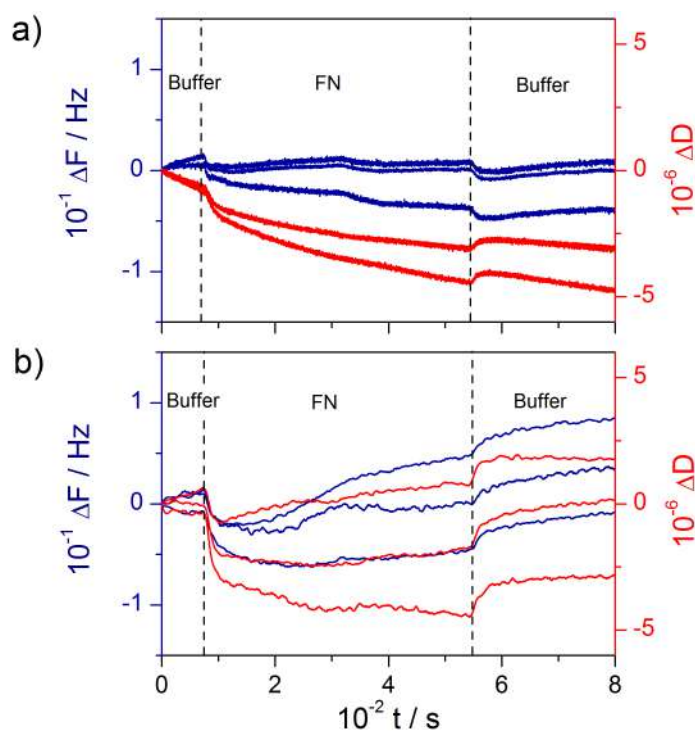 a)
Buffer FN Buffer
1
0
-1
10⁻¹ ΔF / Hz
5
0
-5
10⁻⁶ ΔD
b)
Buffer FN Buffer
1
0
-1
10⁻¹ ΔF / Hz
5
0
-5
10⁻⁶ ΔD
0 2 4 6 8
10⁻² t / s